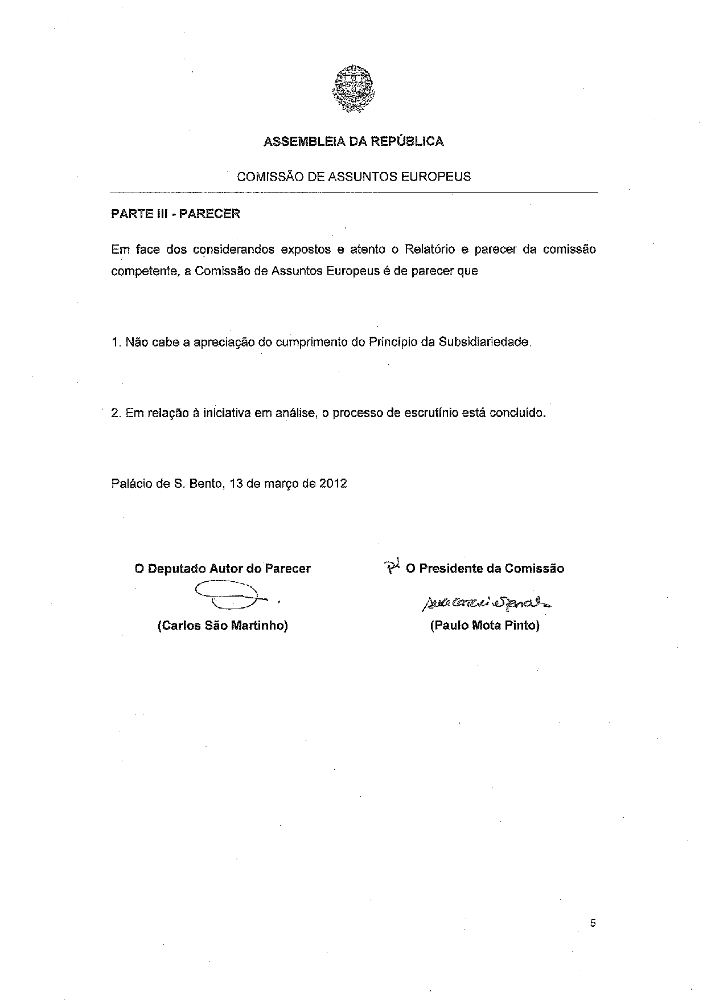 ASSEMBLEIA DA REPÚBLICA
COMISSÃO DE ASSUNTOS EUROPEUS
PARTE III - PARECER
Em face dos considerandos expostos e atento o Relatório e parecer da comissão
competente, a Comissão de Assuntos Europeus é de parecer que
1. Não cabe a apreciação do cumprimento do Princípio da Subsidiariedade.
2. Em relação à iniciativa em análise, o processo de escrutínio está concluído.
Palácio de S. Bento, 13 de março de 2012
O Deputado Autor do Parecer
O Presidente da Comissão
(Carlos São Martinho)
(Paulo Mota Pinto)
5